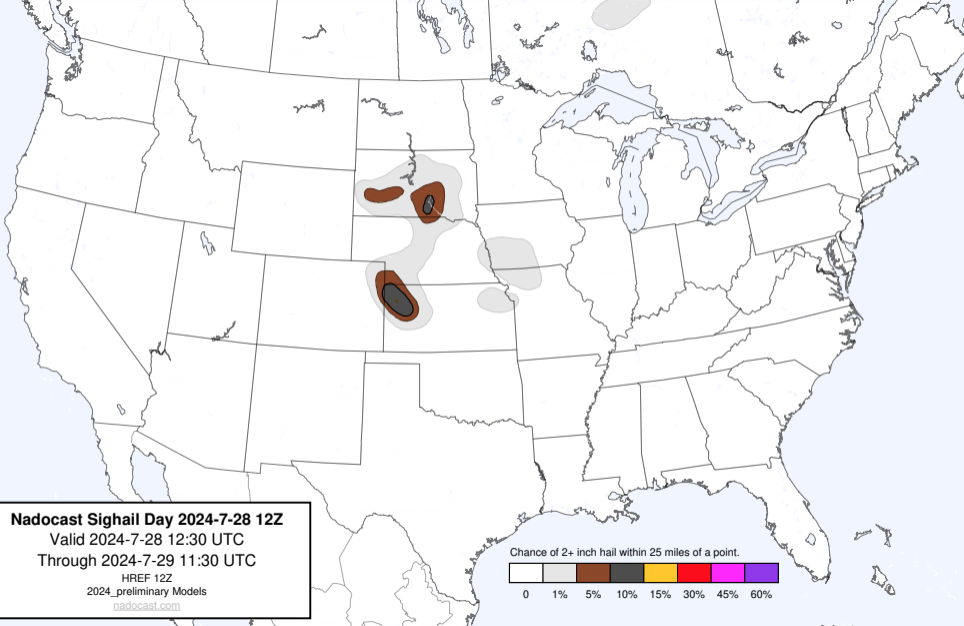 Nadocast Sighail Day 2024-7-28 12Z
Valid 2024-7-28 12:30 UTC
Through 2024-7-29 11:30 UTC
HREF 12Z
2024_preliminary Models
nadocast.com
Chance of 2+ inch hail within 25 miles of a point.
0 1% 5% 10% 15% 30% 45% 60%